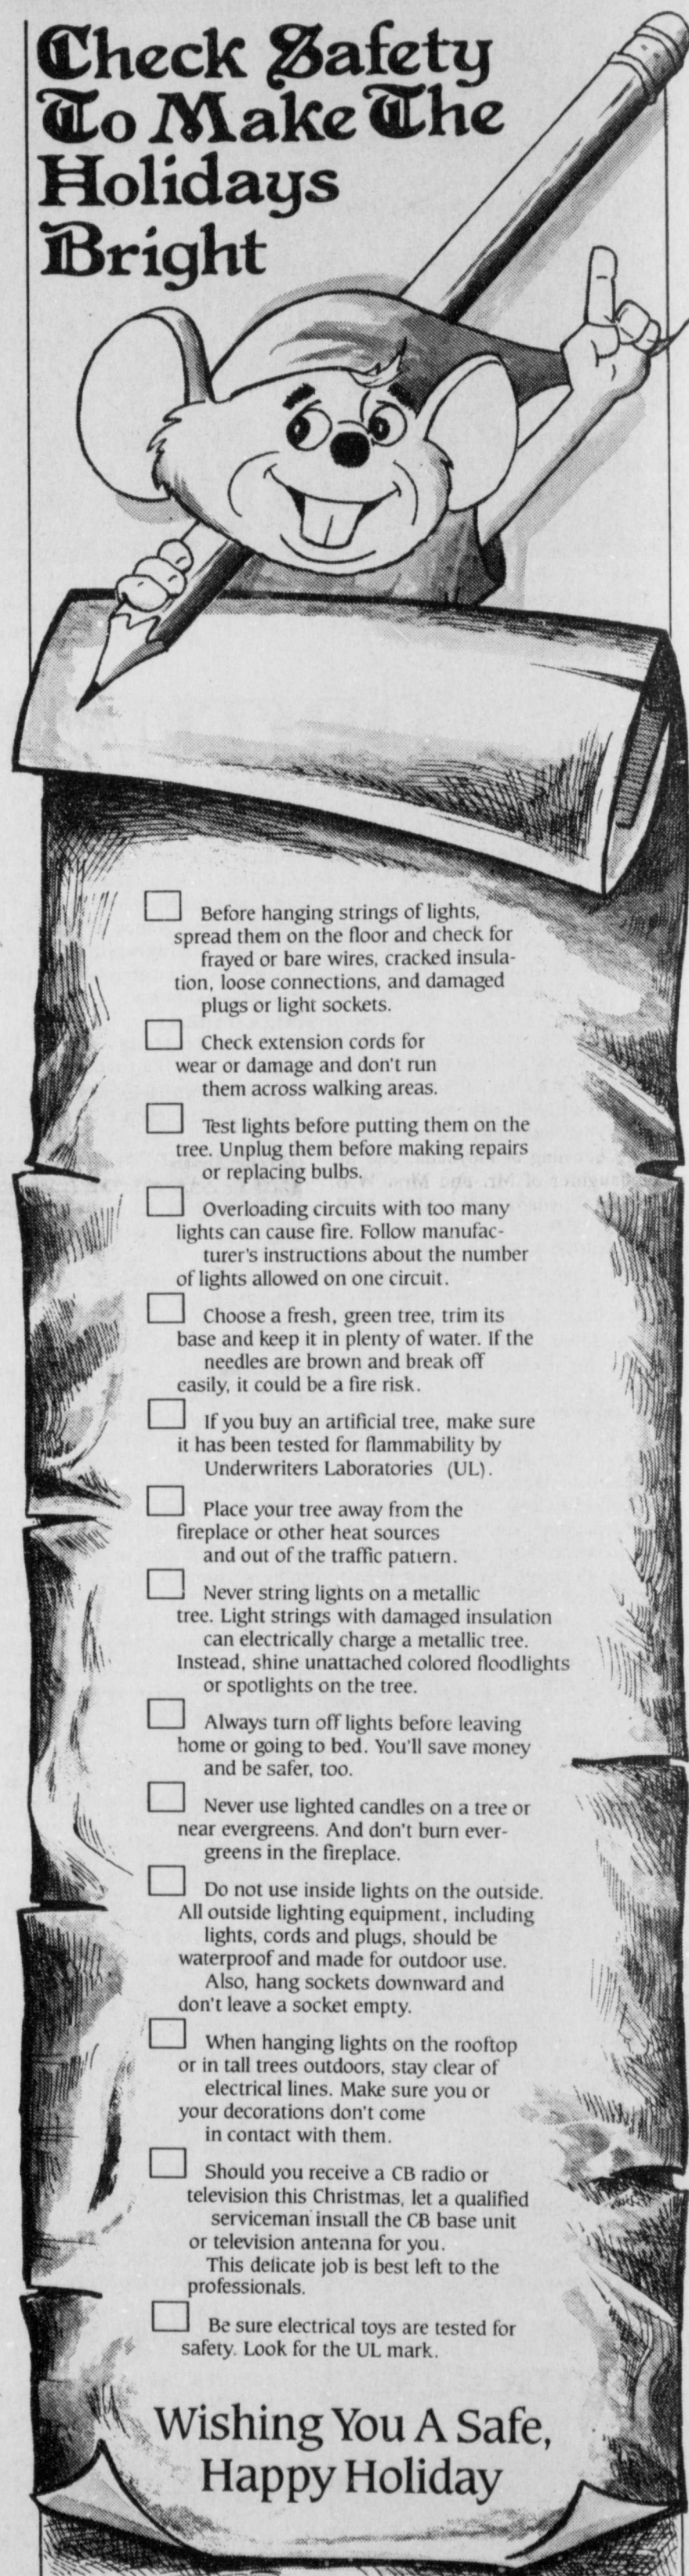 Check Safety
To Make The
Holidays
Bright
Before hanging strings of lights,
spread them on the floor and check for
frayed or bare wires, cracked insula-
tion, loose connections, and damaged
plugs or light sockets.
Check extension cords for
wear or damage and don't run
them across walking areas.
Test lights before putting them on the
tree. Unplug them before making repairs
or replacing bulbs.
Overloading circuits with too many
lights can cause fire. Follow manufac-
turer's instructions about the number
of lights allowed on one circuit.
Choose a fresh, green tree, trim its
base and keep it in plenty of water. If the
needles are brown and break off
easily, it could be a fire risk.
If you buy an artificial tree, make sure
it has been tested for flammability by
Underwriters Laboratories (UL).
Place your tree away from the
fireplace or other heat sources
and out of the traffic pattern.
Never string lights on a metallic
tree. Light strings with damaged insulation
can electrically charge a metallic tree.
Instead, shine unattached colored floodlights
or spotlights on the tree.
Always turn off lights before leaving
home or going to bed. You'll save money
and be safer, too.
Never use lighted candles on a tree or
near evergreens. And don't burn ever-
greens in the fireplace.
Do not use inside lights on the outside.
All outside lighting equipment, including
lights, cords and plugs, should be
waterproof and made for outdoor use.
Also, hang sockets downward and
don't leave a socket empty.
When hanging lights on the rooftop
or in tall trees outdoors, stay clear of
electrical lines. Make sure you or
your decorations don't come
in contact with them.
Should you receive a CB radio or
television this Christmas, let a qualified
serviceman install the CB base unit
or television antenna for you.
This delicate job is best left to the
professionals.
Be sure electrical toys are tested for
safety. Look for the UL mark.
Wishing You A Safe,
Happy Holiday